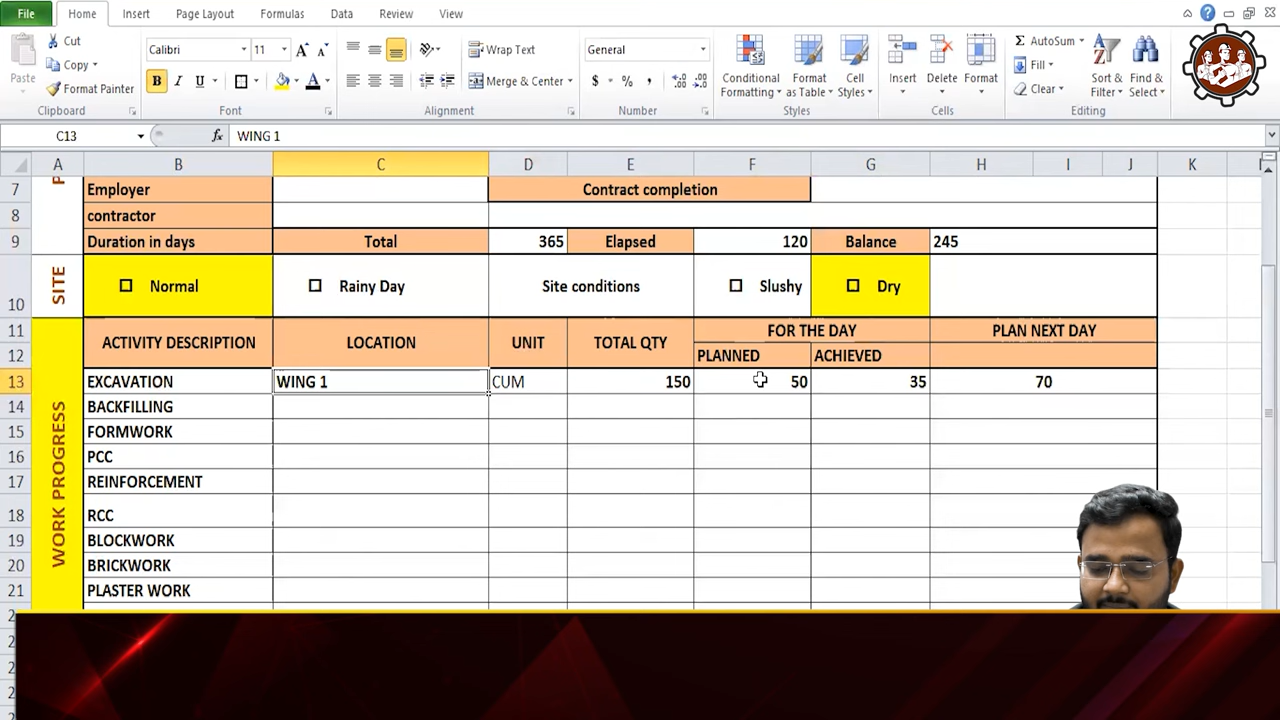 File Home Insert Page Layout Formulas Data Review View
Cut
Copy
Format Painter
Paste
Clipboard
Calibri 11
B I U
Font
Wrap Text
Merge & Center
Alignment
General
$ % ,
Number
Conditional Formatting
Format as Table
Cell Styles
Styles
Insert Delete Format
Cells
AutoSum
Fill
Clear
Sort & Filter
Find & Select
Editing
C13 fx WING 1
A B C D E F G H I J K
7 Employer Contract completion
8 contractor
9 Duration in days Total 365 Elapsed 120 Balance 245
10 SITE Normal Rainy Day Site conditions Slushy Dry
11 ACTIVITY DESCRIPTION LOCATION UNIT TOTAL QTY FOR THE DAY PLAN NEXT DAY
12 PLANNED ACHIEVED
WORK PROGRESS
13 EXCAVATION WING 1 CUM 150 50 35 70
14 BACKFILLING
15 FORMWORK
16 PCC
17 REINFORCEMENT
18 RCC
19 BLOCKWORK
20 BRICKWORK
21 PLASTER WORK